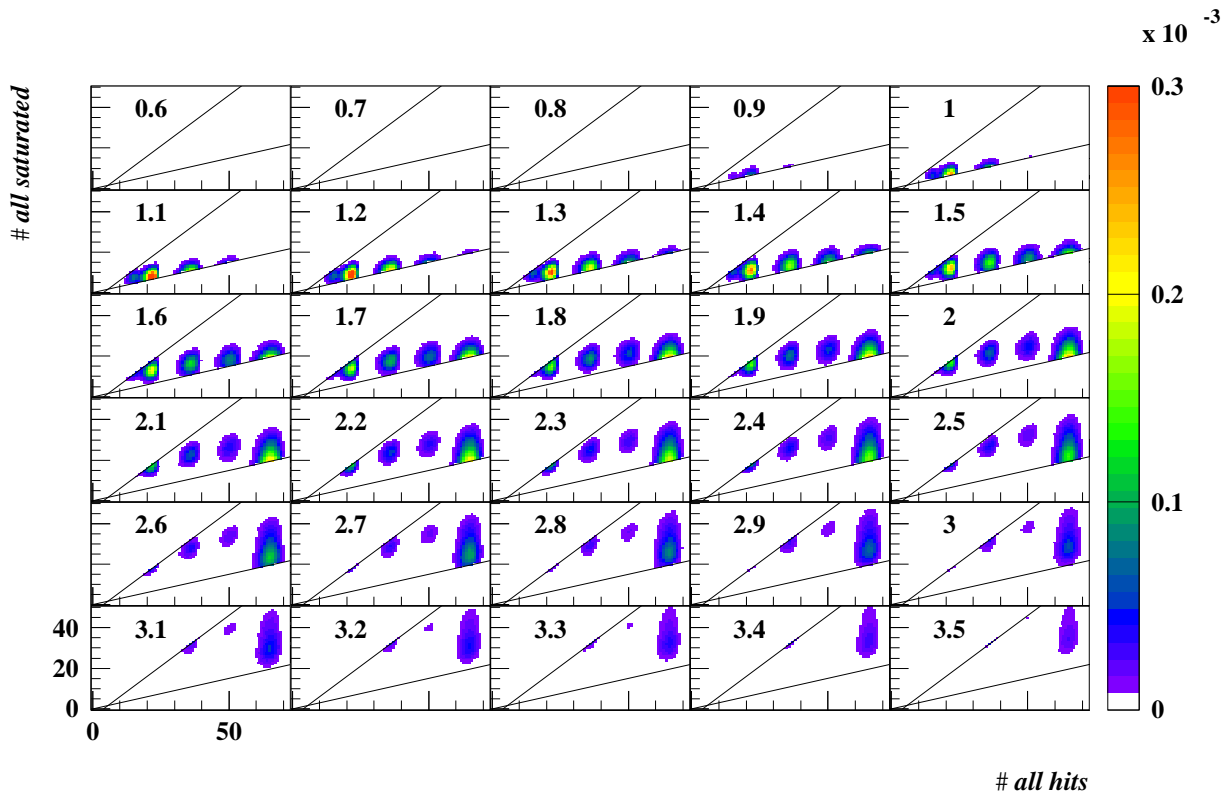 x 10 -3
# all saturated
0.6 0.7 0.8 0.9 1 0.3
1.1 1.2 1.3 1.4 1.5
1.6 1.7 1.8 1.9 2 0.2
2.1 2.2 2.3 2.4 2.5
2.6 2.7 2.8 2.9 3 0.1
40 3.1 3.2 3.3 3.4 3.5
20
0 0
0 50
# all hits